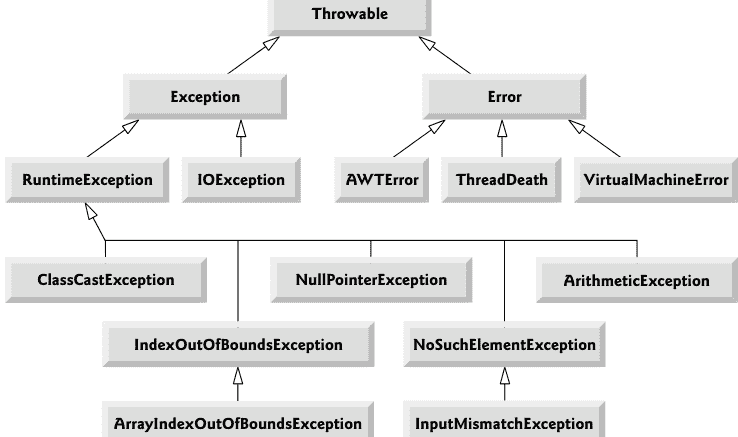 Throwable
Exception
Error
RuntimeException
IOException
AWTError
ThreadDeath
VirtualMachineError
ClassCastException
NullPointerException
ArithmeticException
IndexOutOfBoundsException
NoSuchElementException
ArrayIndexOutOfBoundsException
InputMismatchException